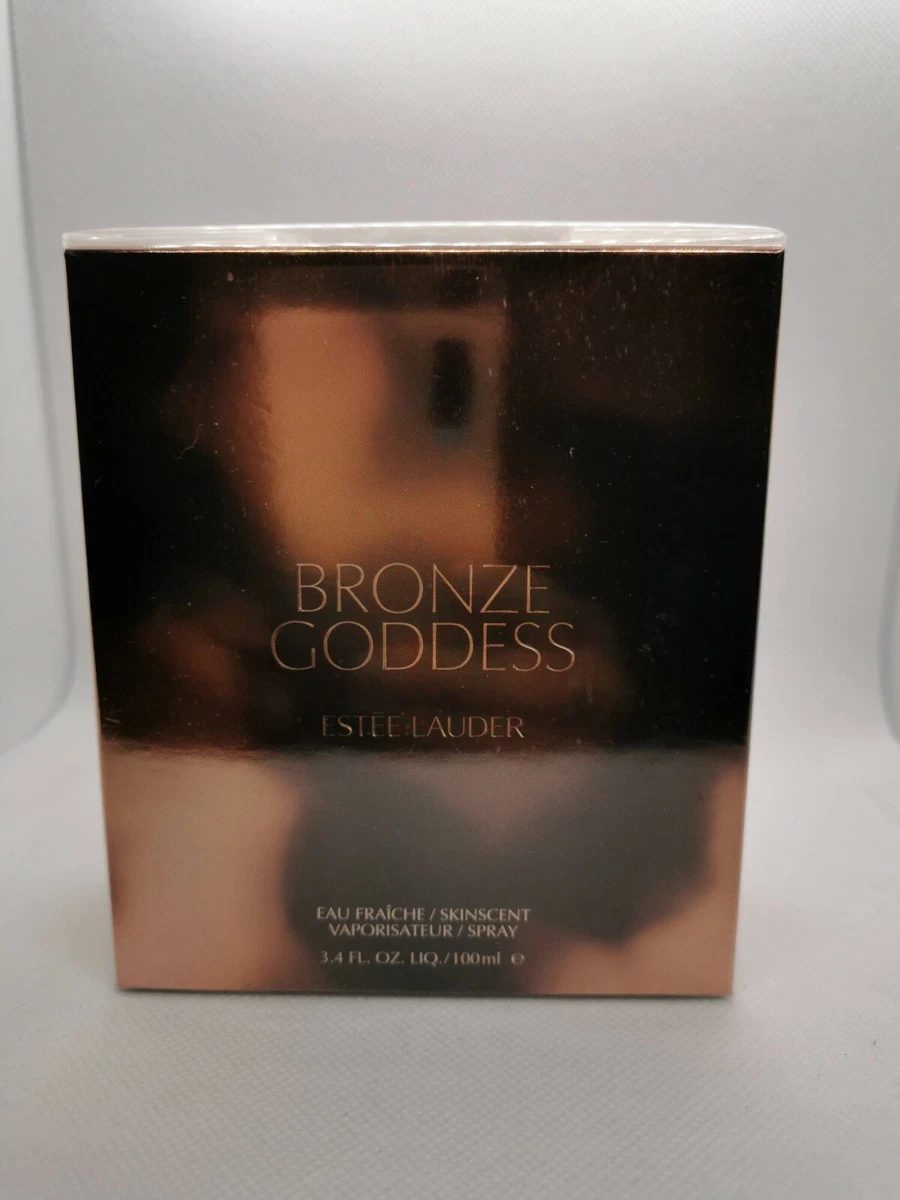 BRONZE
GODDESS
ESTĒE LAUDER
EAU FRAÎCHE / SKINSCENT
VAPORISATEUR / SPRAY
3.4 FL. OZ. LIQ./100ml ℮